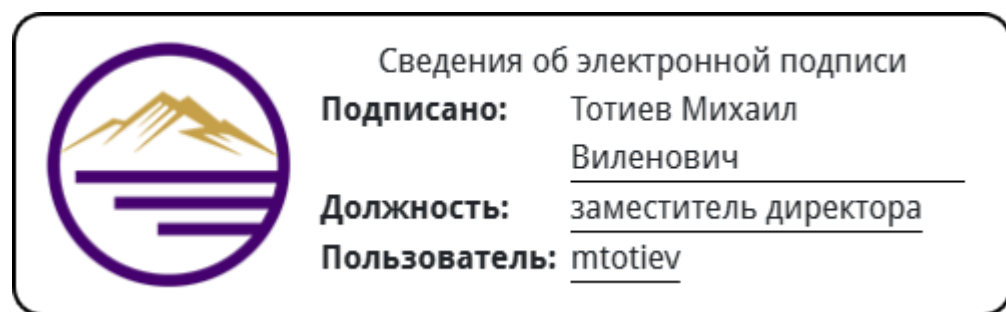 Сведения об электронной подписи
Подписано: Тотиев Михаил
Виленович
Должность: заместитель директора
Пользователь: mtotiev